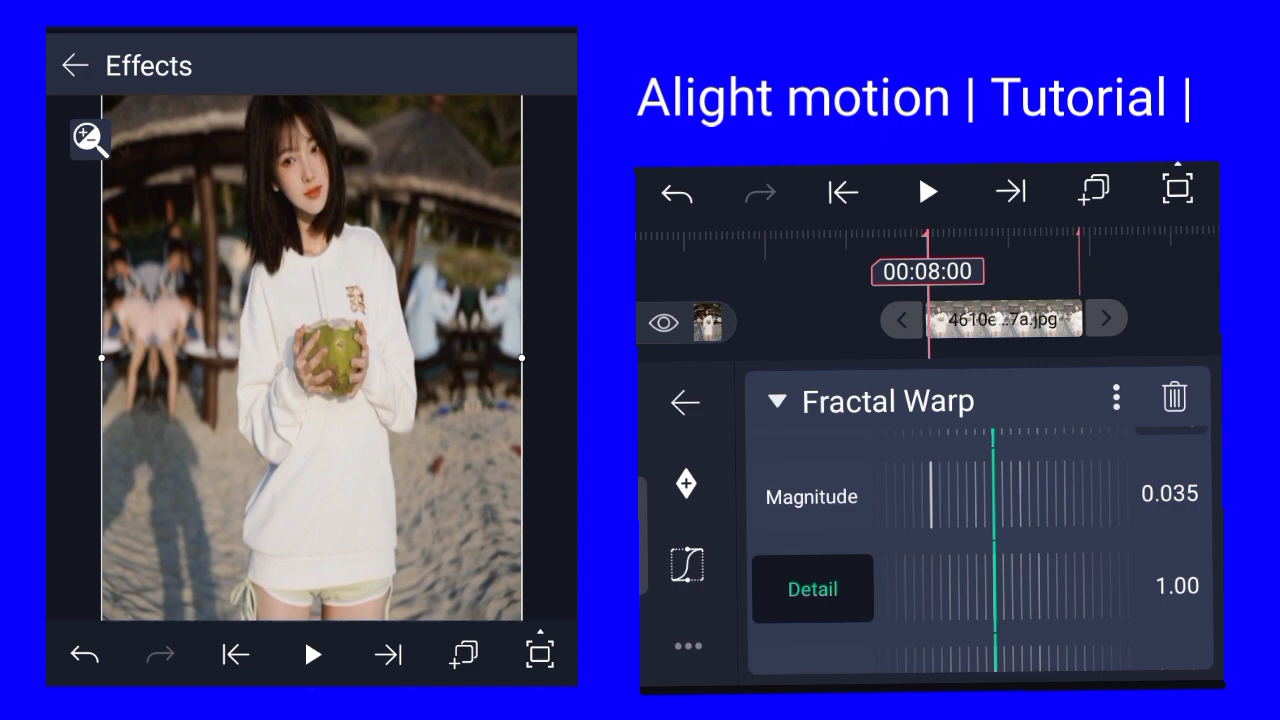 Effects
Alight motion | Tutorial |
00:08:00
4610e...7a.jpg
Fractal Warp
Magnitude
0.035
Detail
1.00